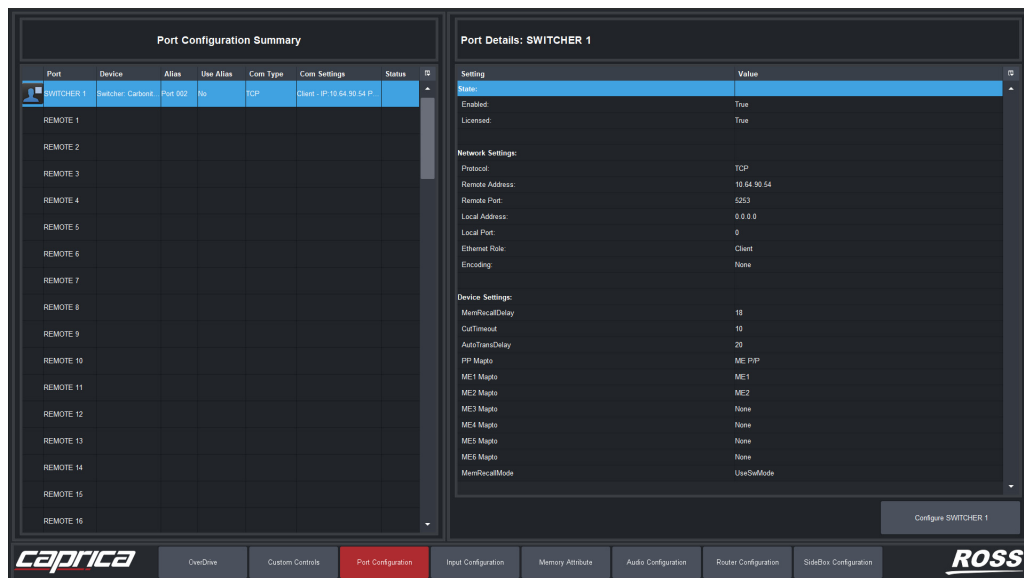 Port Configuration Summary
Port Device Alias Use Alias Com Type Com Settings Status
SWITCHER 1 Switcher: Carbonit... Port 002 No TCP Client - IP:10.64.90.54 P...
REMOTE 1
REMOTE 2
REMOTE 3
REMOTE 4
REMOTE 5
REMOTE 6
REMOTE 7
REMOTE 8
REMOTE 9
REMOTE 10
REMOTE 11
REMOTE 12
REMOTE 13
REMOTE 14
REMOTE 15
REMOTE 16
Port Details: SWITCHER 1
Setting Value
State:
Enabled: True
Licensed: True
Network Settings:
Protocol: TCP
Remote Address: 10.64.90.54
Remote Port: 5253
Local Address: 0.0.0.0
Local Port: 0
Ethernet Role: Client
Encoding: None
Device Settings:
MemRecallDelay 18
CutTimeout 10
AutoTransDelay 20
PP Mapto ME P/P
ME1 Mapto ME1
ME2 Mapto ME2
ME3 Mapto None
ME4 Mapto None
ME5 Mapto None
ME6 Mapto None
MemRecallMode UseSwMode
Configure SWITCHER 1
caprica OverDrive Custom Controls Port Configuration Input Configuration Memory Attribute Audio Configuration Router Configuration SideBox Configuration ROSS